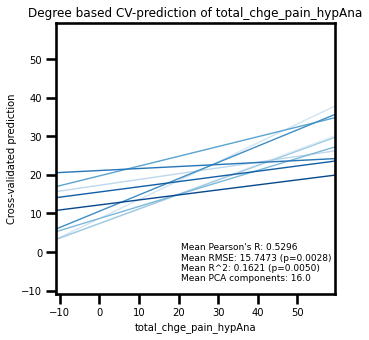 Degree based CV-prediction of total_chge_pain_hypAna
Cross-validated prediction
50
40
30
20
10
0
−10
Mean Pearson's R: 0.5296
Mean RMSE: 15.7473 (p=0.0028)
Mean R^2: 0.1621 (p=0.0050)
Mean PCA components: 16.0
−10 0 10 20 30 40 50
total_chge_pain_hypAna